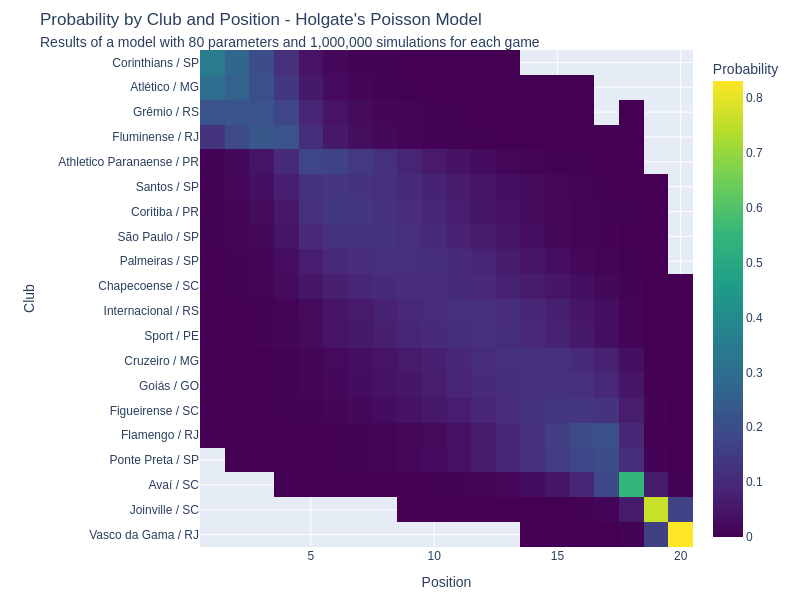 Probability by Club and Position - Holgate's Poisson Model
Results of a model with 80 parameters and 1,000,000 simulations for each game
Probability
Corinthians / SP
Atlético / MG
Grêmio / RS
Fluminense / RJ
Athletico Paranaense / PR
Santos / SP
Coritiba / PR
São Paulo / SP
Palmeiras / SP
Chapecoense / SC
Internacional / RS
Sport / PE
Cruzeiro / MG
Goiás / GO
Figueirense / SC
Flamengo / RJ
Ponte Preta / SP
Avaí / SC
Joinville / SC
Vasco da Gama / RJ
Club
5
10
15
20
Position
0.8
0.7
0.6
0.5
0.4
0.3
0.2
0.1
0